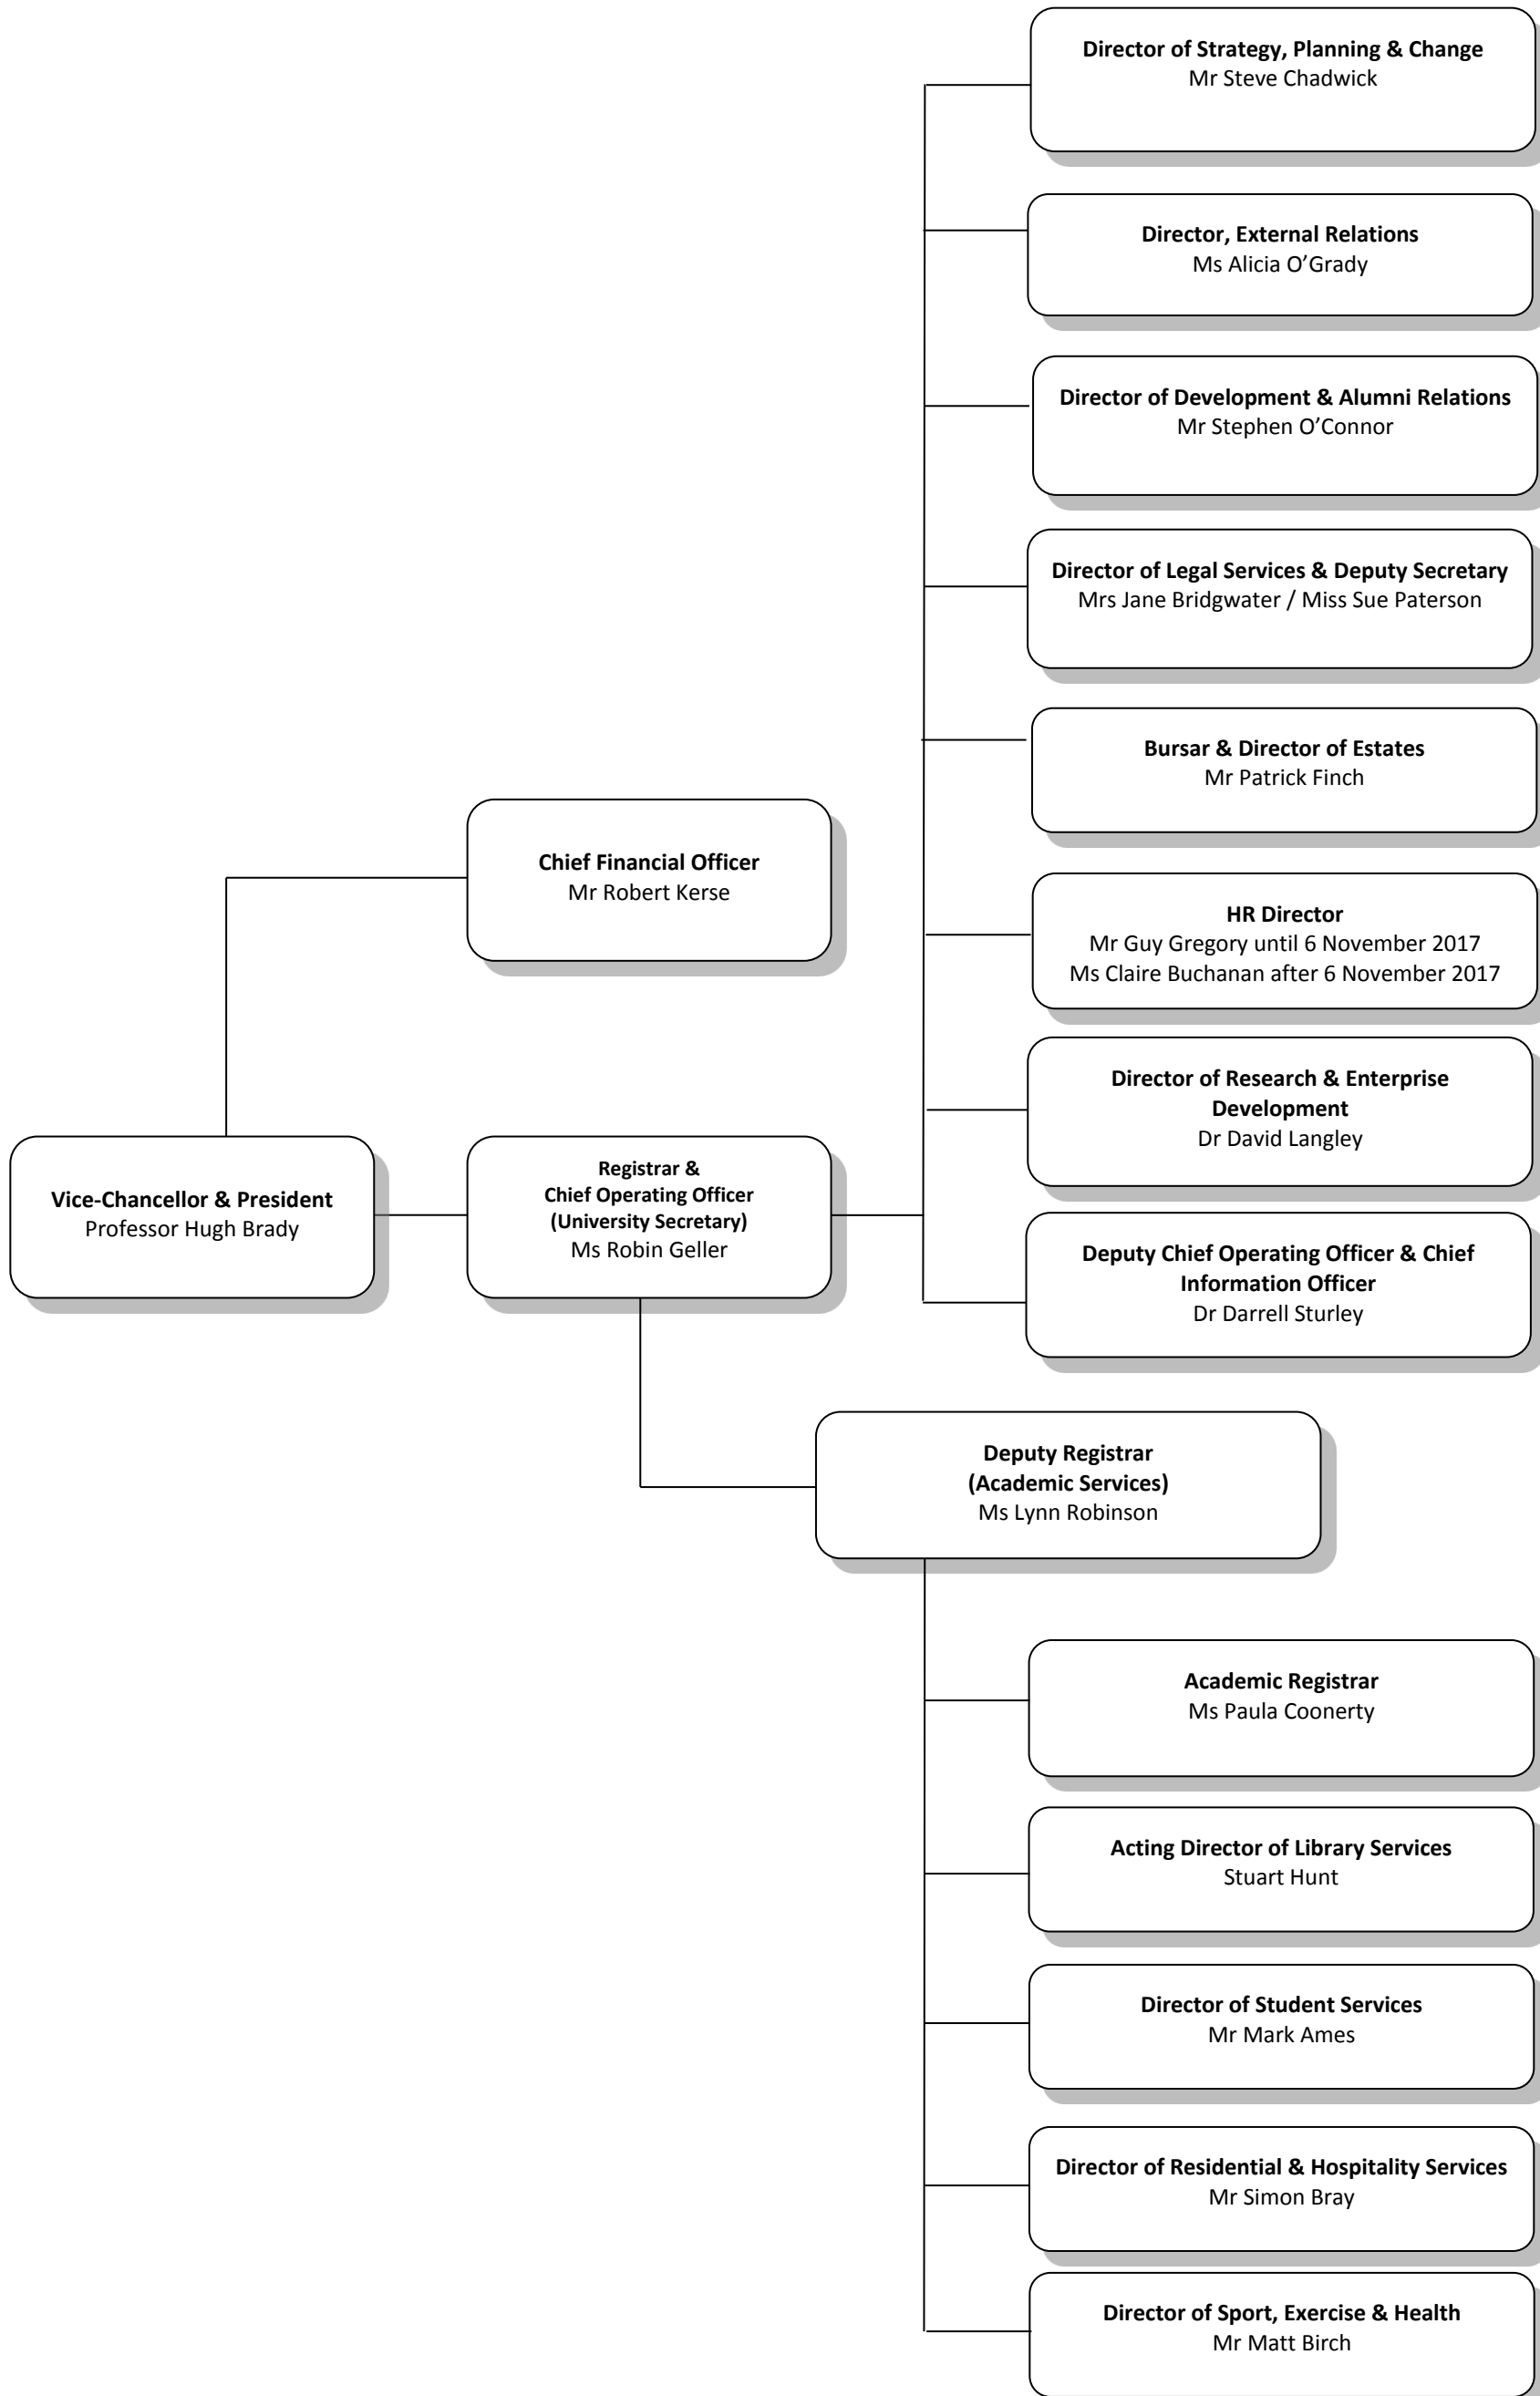 Director of Strategy, Planning & Change
Mr Steve Chadwick
Director, External Relations
Ms Alicia O’Grady
Director of Development & Alumni Relations
Mr Stephen O’Connor
Director of Legal Services & Deputy Secretary
Mrs Jane Bridgwater / Miss Sue Paterson
Bursar & Director of Estates
Mr Patrick Finch
Chief Financial Officer
Mr Robert Kerse
HR Director
Mr Guy Gregory until 6 November 2017
Ms Claire Buchanan after 6 November 2017
Director of Research & Enterprise
Development
Dr David Langley
Vice-Chancellor & President
Professor Hugh Brady
Registrar &
Chief Operating Officer
(University Secretary)
Ms Robin Geller
Deputy Chief Operating Officer & Chief
Information Officer
Dr Darrell Sturley
Deputy Registrar
(Academic Services)
Ms Lynn Robinson
Academic Registrar
Ms Paula Coonerty
Acting Director of Library Services
Stuart Hunt
Director of Student Services
Mr Mark Ames
Director of Residential & Hospitality Services
Mr Simon Bray
Director of Sport, Exercise & Health
Mr Matt Birch